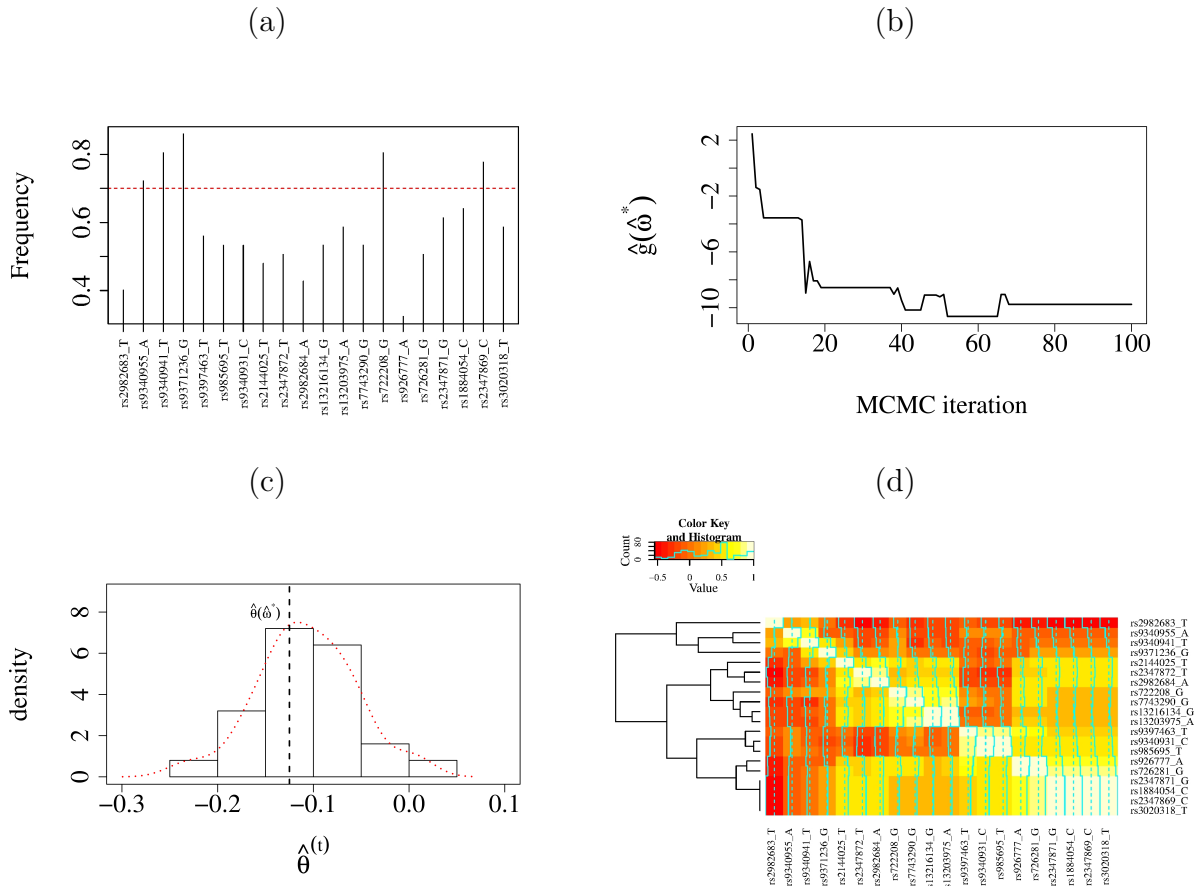 (a)
Frequency
0.8
0.6
0.4
rs2982683_T
rs9340955_A
rs9340941_T
rs9371236_G
rs9397463_T
rs985695_T
rs9340931_C
rs2144025_T
rs2347872_T
rs2982684_A
rs13216134_G
rs13203975_A
rs7743290_G
rs722208_G
rs926777_A
rs726281_G
rs2347871_G
rs1884054_C
rs2347869_C
rs3020318_T
(b)
ĝ(ω̂*)
2
−2
−6
−10
0 20 40 60 80 100
MCMC iteration
(c)
density
8
6
4
2
0
θ̂(ω̂*)
−0.3 −0.2 −0.1 0.0 0.1
θ̂(t)
(d)
Color Key
and Histogram
Count
0 80
−0.5 0 0.5 1
Value
rs2982683_T
rs9340955_A
rs9340941_T
rs9371236_G
rs2144025_T
rs2347872_T
rs2982684_A
rs722208_G
rs7743290_G
rs13216134_G
rs13203975_A
rs9397463_T
rs9340931_C
rs985695_T
rs926777_A
rs726281_G
rs2347871_G
rs1884054_C
rs2347869_C
rs3020318_T
rs2982683_T
rs9340955_A
rs9340941_T
rs9371236_G
rs2144025_T
rs2347872_T
rs2982684_A
rs722208_G
rs7743290_G
rs13216134_G
rs13203975_A
rs9397463_T
rs9340931_C
rs985695_T
rs926777_A
rs726281_G
rs2347871_G
rs1884054_C
rs2347869_C
rs3020318_T